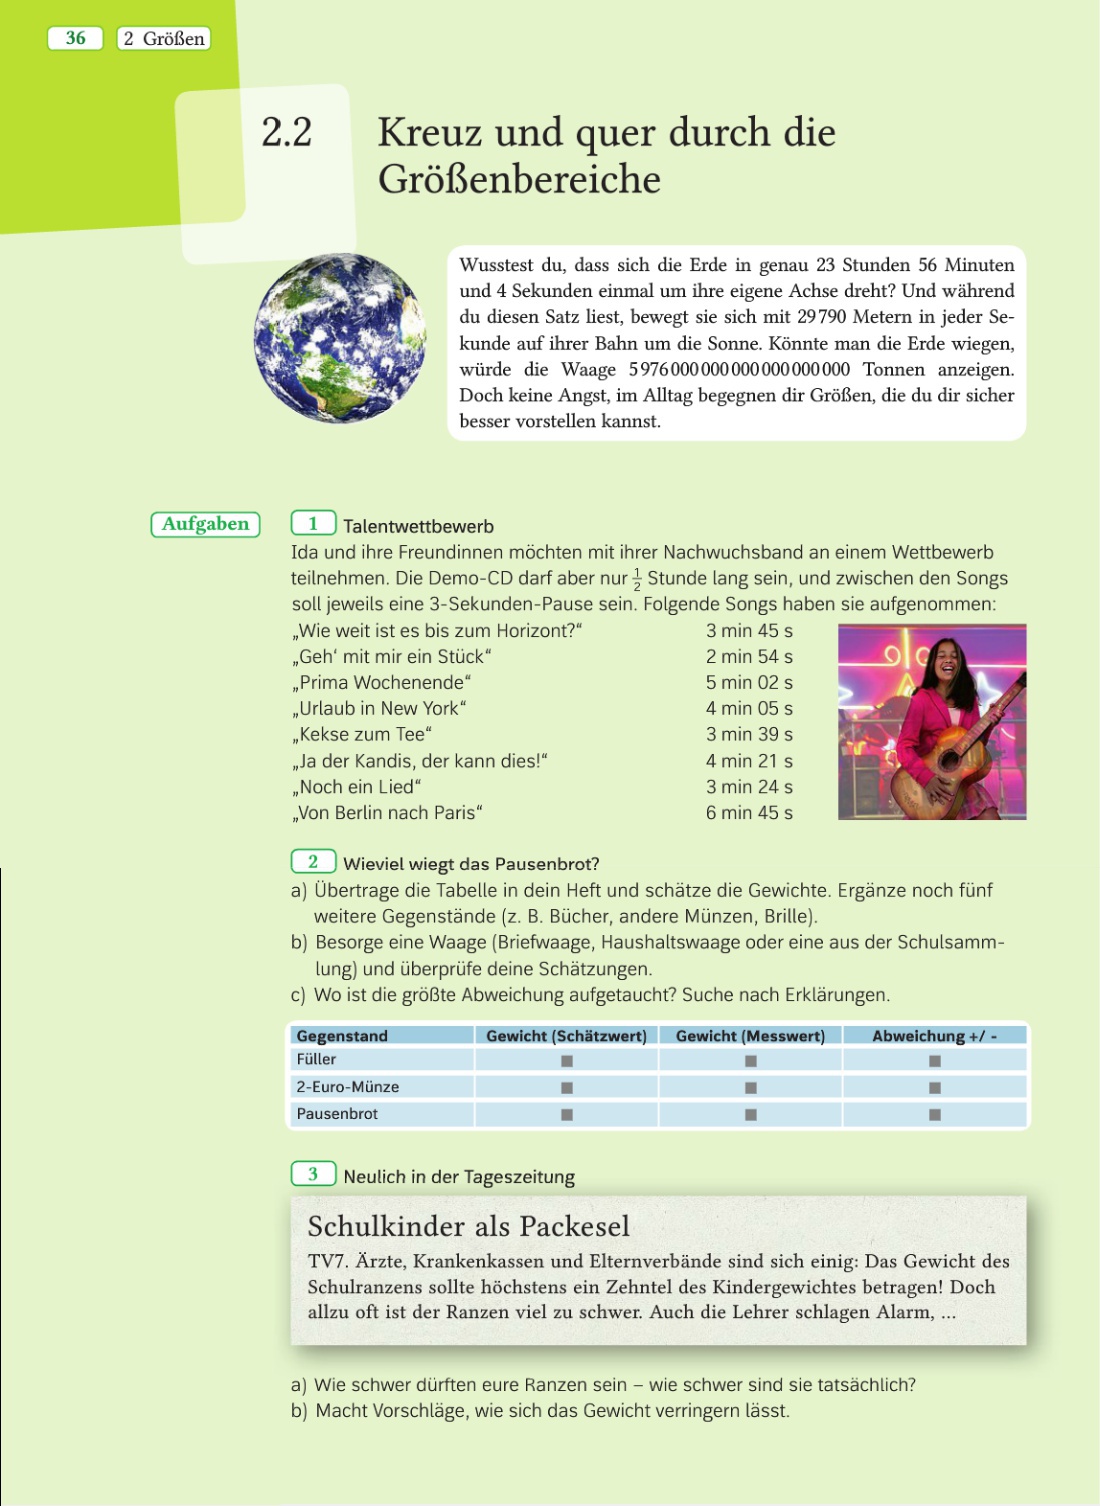 36 2 Größen
2.2 Kreuz und quer durch die
Größenbereiche
Wusstest du, dass sich die Erde in genau 23 Stunden 56 Minuten
und 4 Sekunden einmal um ihre eigene Achse dreht? Und während
du diesen Satz liest, bewegt sie sich mit 29 790 Metern in jeder Se-
kunde auf ihrer Bahn um die Sonne. Könnte man die Erde wiegen,
würde die Waage 5 976 000 000 000 000 000 000 Tonnen anzeigen.
Doch keine Angst, im Alltag begegnen dir Größen, die du dir sicher
besser vorstellen kannst.
Aufgaben
1 Talentwettbewerb
Ida und ihre Freundinnen möchten mit ihrer Nachwuchsband an einem Wettbewerb
teilnehmen. Die Demo-CD darf aber nur 1/2 Stunde lang sein, und zwischen den Songs
soll jeweils eine 3-Sekunden-Pause sein. Folgende Songs haben sie aufgenommen:
„Wie weit ist es bis zum Horizont?“ 3 min 45 s
„Geh‘ mit mir ein Stück“ 2 min 54 s
„Prima Wochenende“ 5 min 02 s
„Urlaub in New York“ 4 min 05 s
„Kekse zum Tee“ 3 min 39 s
„Ja der Kandis, der kann dies!“ 4 min 21 s
„Noch ein Lied“ 3 min 24 s
„Von Berlin nach Paris“ 6 min 45 s
2 Wieviel wiegt das Pausenbrot?
a) Übertrage die Tabelle in dein Heft und schätze die Gewichte. Ergänze noch fünf
weitere Gegenstände (z. B. Bücher, andere Münzen, Brille).
b) Besorge eine Waage (Briefwaage, Haushaltswaage oder eine aus der Schulsamm-
lung) und überprüfe deine Schätzungen.
c) Wo ist die größte Abweichung aufgetaucht? Suche nach Erklärungen.
Gegenstand Gewicht (Schätzwert) Gewicht (Messwert) Abweichung +/ -
Füller
2-Euro-Münze
Pausenbrot
3 Neulich in der Tageszeitung
Schulkinder als Packesel
TV7. Ärzte, Krankenkassen und Elternverbände sind sich einig: Das Gewicht des
Schulranzens sollte höchstens ein Zehntel des Kindergewichtes betragen! Doch
allzu oft ist der Ranzen viel zu schwer. Auch die Lehrer schlagen Alarm, ...
a) Wie schwer dürften eure Ranzen sein – wie schwer sind sie tatsächlich?
b) Macht Vorschläge, wie sich das Gewicht verringern lässt.